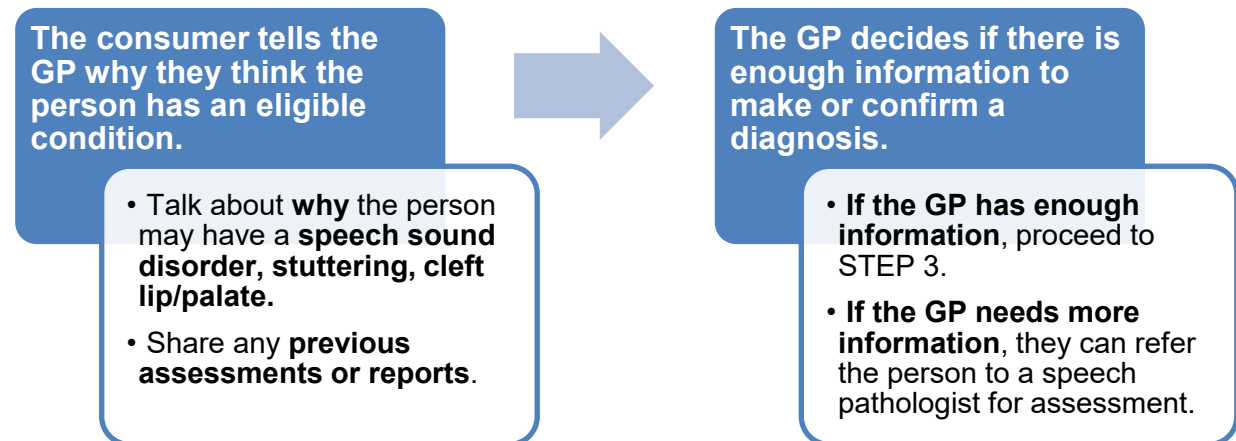 The consumer tells the
GP why they think the
person has an eligible
condition.
• Talk about why the person
may have a speech sound
disorder, stuttering, cleft
lip/palate.
• Share any previous
assessments or reports.
The GP decides if there is
enough information to
make or confirm a
diagnosis.
• If the GP has enough
information, proceed to
STEP 3.
• If the GP needs more
information, they can refer
the person to a speech
pathologist for assessment.